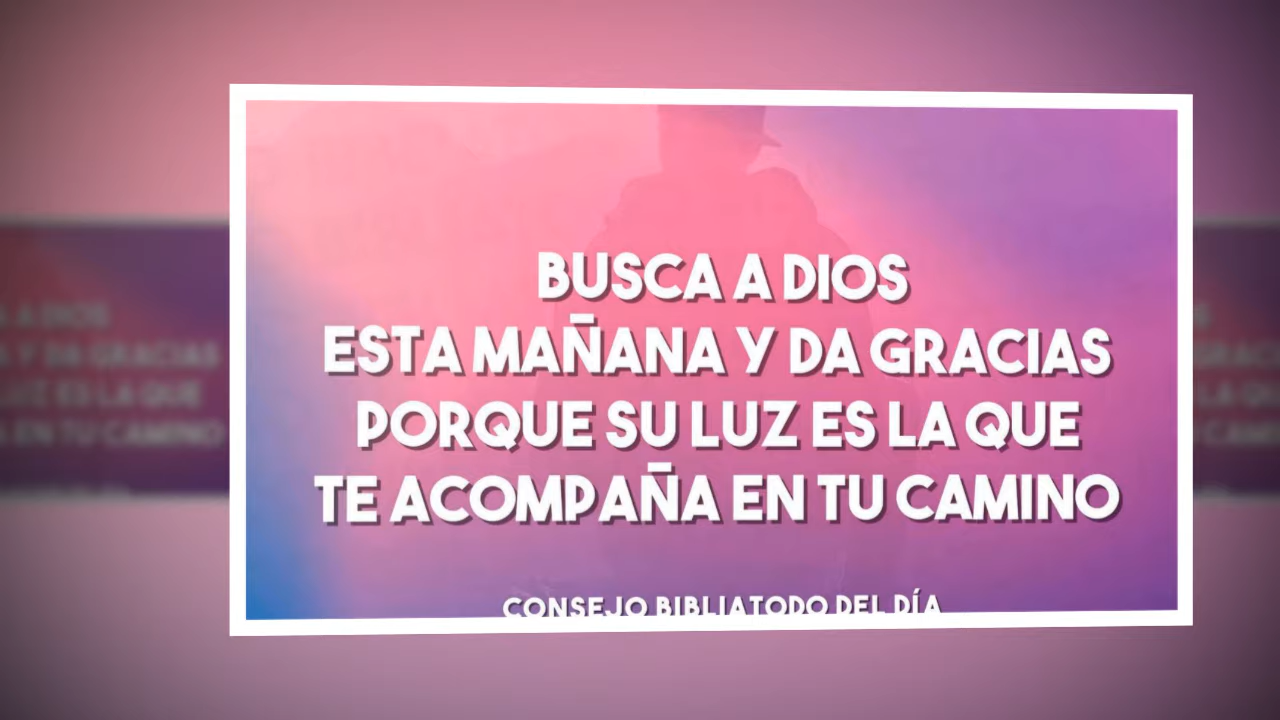 BUSCA A DIOS
ESTA MAÑANA Y DA GRACIAS
PORQUE SU LUZ ES LA QUE
TE ACOMPAÑA EN TU CAMINO
CONSEJO BIBLIATODO DEL DÍA